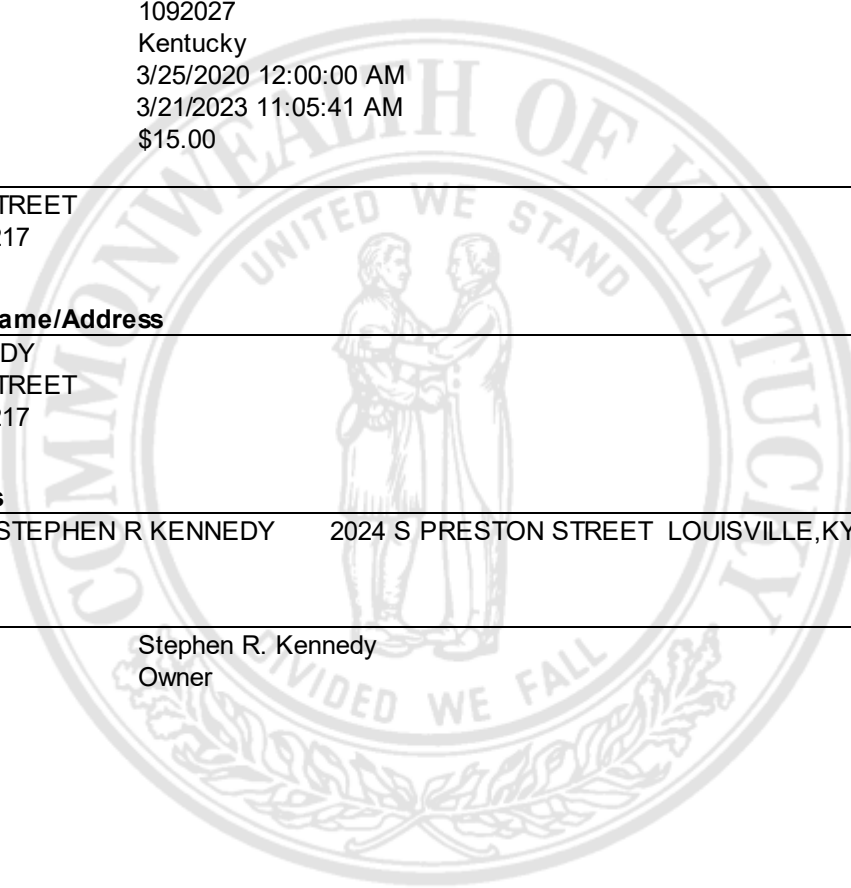 1092027
Kentucky
3/25/2020 12:00:00 AM
3/21/2023 11:05:41 AM
$15.00
TREET
217
ame/Address
DY
TREET
217
s
STEPHEN R KENNEDY 2024 S PRESTON STREET LOUISVILLE,KY
Stephen R. Kennedy
Owner
COMMONWEALTH OF KENTUCKY
UNITED WE STAND
DIVIDED WE FALL